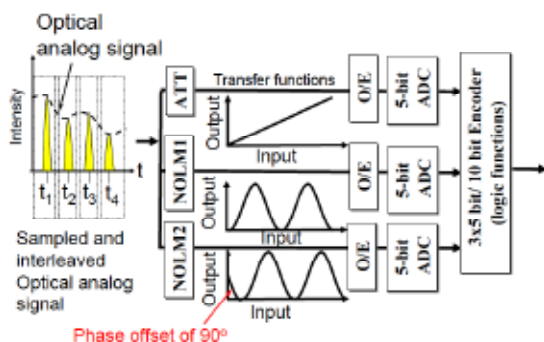 Optical
analog signal
Intensity
t
t1 t2 t3 t4
Sampled and
interleaved
Optical analog
signal
ATT
NOLM1
NOLM2
Transfer functions
Output
Input
Output
Input
Output
Input
Phase offset of 90°
O/E
O/E
O/E
5-bit
ADC
5-bit
ADC
5-bit
ADC
3x5 bit/ 10 bit Encoder
(logic functions)